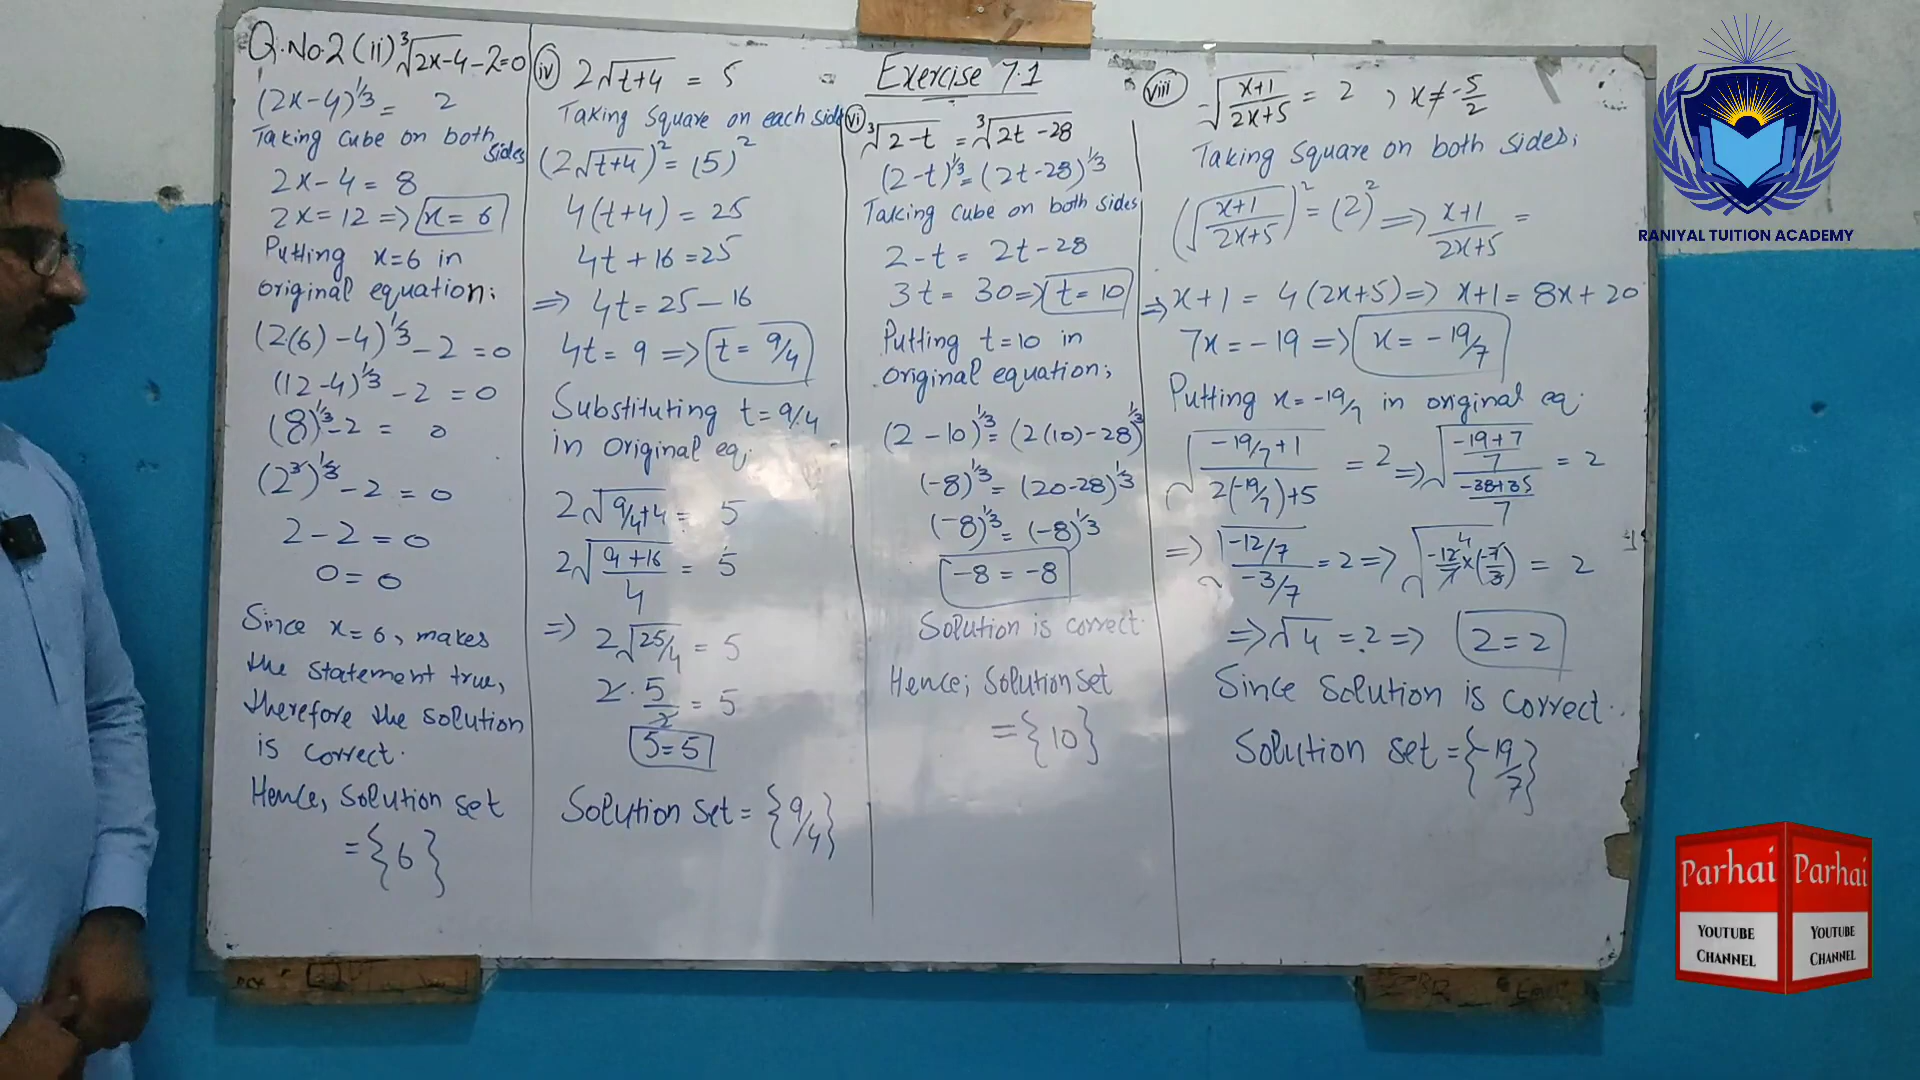 Q.No.2 (ii) ³√2x-4 -2=0
(2x-4)^1/3 = 2
Taking cube on both sides
2x-4 = 8
2x=12 => x=6
Putting x=6 in
original equation;
(2(6)-4)^1/3 -2 =0
(12-4)^1/3 -2 =0
(8)^1/3 -2 = 0
(2^3)^1/3 -2 =0
2-2=0
0=0
Since x=6, makes
the statement true,
therefore the solution
is correct.
Hence, Solution set
={6}
iv) 2√t+4 = 5
Taking square on each side
(2√t+4)^2 = (5)^2
4(t+4) = 25
4t+16=25
=> 4t=25-16
4t=9 => t=9/4
Substituting t=9/4
in original eq.
2√9/4+4 = 5
2√(9+16)/4 = 5
=> 2√25/4 = 5
2.5/2 = 5
5=5
Solution set = {9/4}
Exercise 7.1
vi) ³√2-t = ³√2t-28
(2-t)^1/3 = (2t-28)^1/3
Taking cube on both sides
2-t = 2t-28
3t= 30 => t=10
Putting t=10 in
original equation;
(2-10)^1/3 = (2(10)-28)^1/3
(-8)^1/3 = (20-28)^1/3
(-8)^1/3 = (-8)^1/3
-8=-8
Solution is correct.
Hence; Solution set
={10}
viii) √(x+1)/(2x+5) = 2 , x≠-5/2
Taking square on both sides;
(√(x+1)/(2x+5))^2 = (2)^2 => (x+1)/(2x+5) =
=> x+1 = 4(2x+5) => x+1=8x+20
7x=-19 => x=-19/7
Putting x=-19/7 in original eq.
√(-19/7+1)/(2(-19/7)+5) = 2 => √((-19+7)/7)/((-38+35)/7) = 2
=> √(-12/7)/(-3/7) = 2 => √-12/7 × (-7/3) = 2
4
=> √4 = 2 => 2=2
Since Solution is correct.
Solution set = {-19/7}
RANIYAL TUITION ACADEMY
Parhai Parhai
YOUTUBE CHANNEL
YOUTUBE CHANNEL